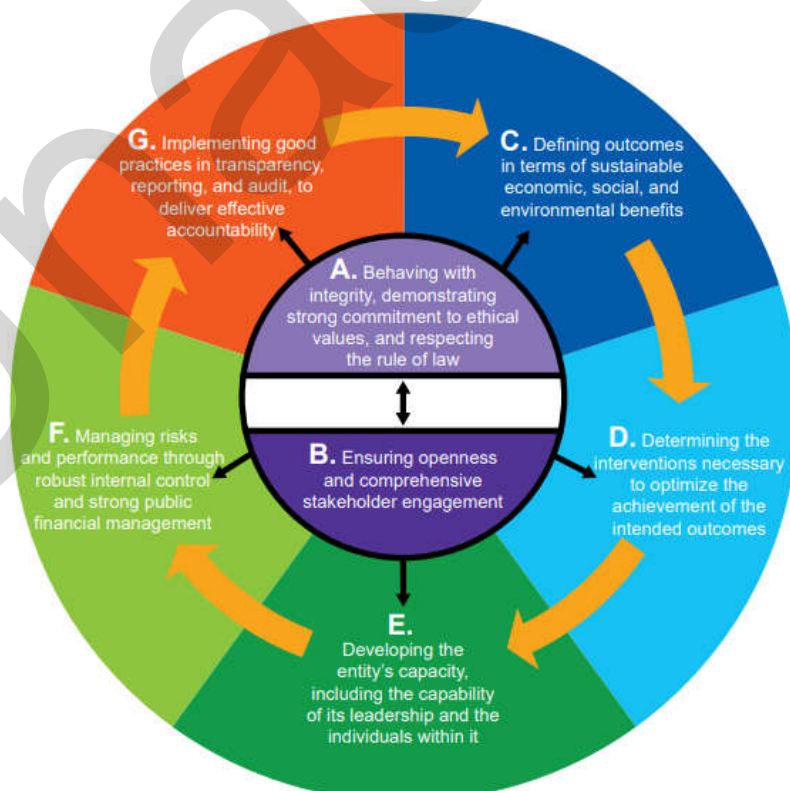 G. Implementing good
practices in transparency,
reporting, and audit, to
deliver effective
accountability
C. Defining outcomes
in terms of sustainable
economic, social, and
environmental benefits
A. Behaving with
integrity, demonstrating
strong commitment to ethical
values, and respecting
the rule of law
F. Managing risks
and performance through
robust internal control
and strong public
financial management
B. Ensuring openness
and comprehensive
stakeholder engagement
D. Determining the
interventions necessary
to optimize the
achievement of the
intended outcomes
E.
Developing the
entity's capacity,
including the capability
of its leadership and the
individuals within it